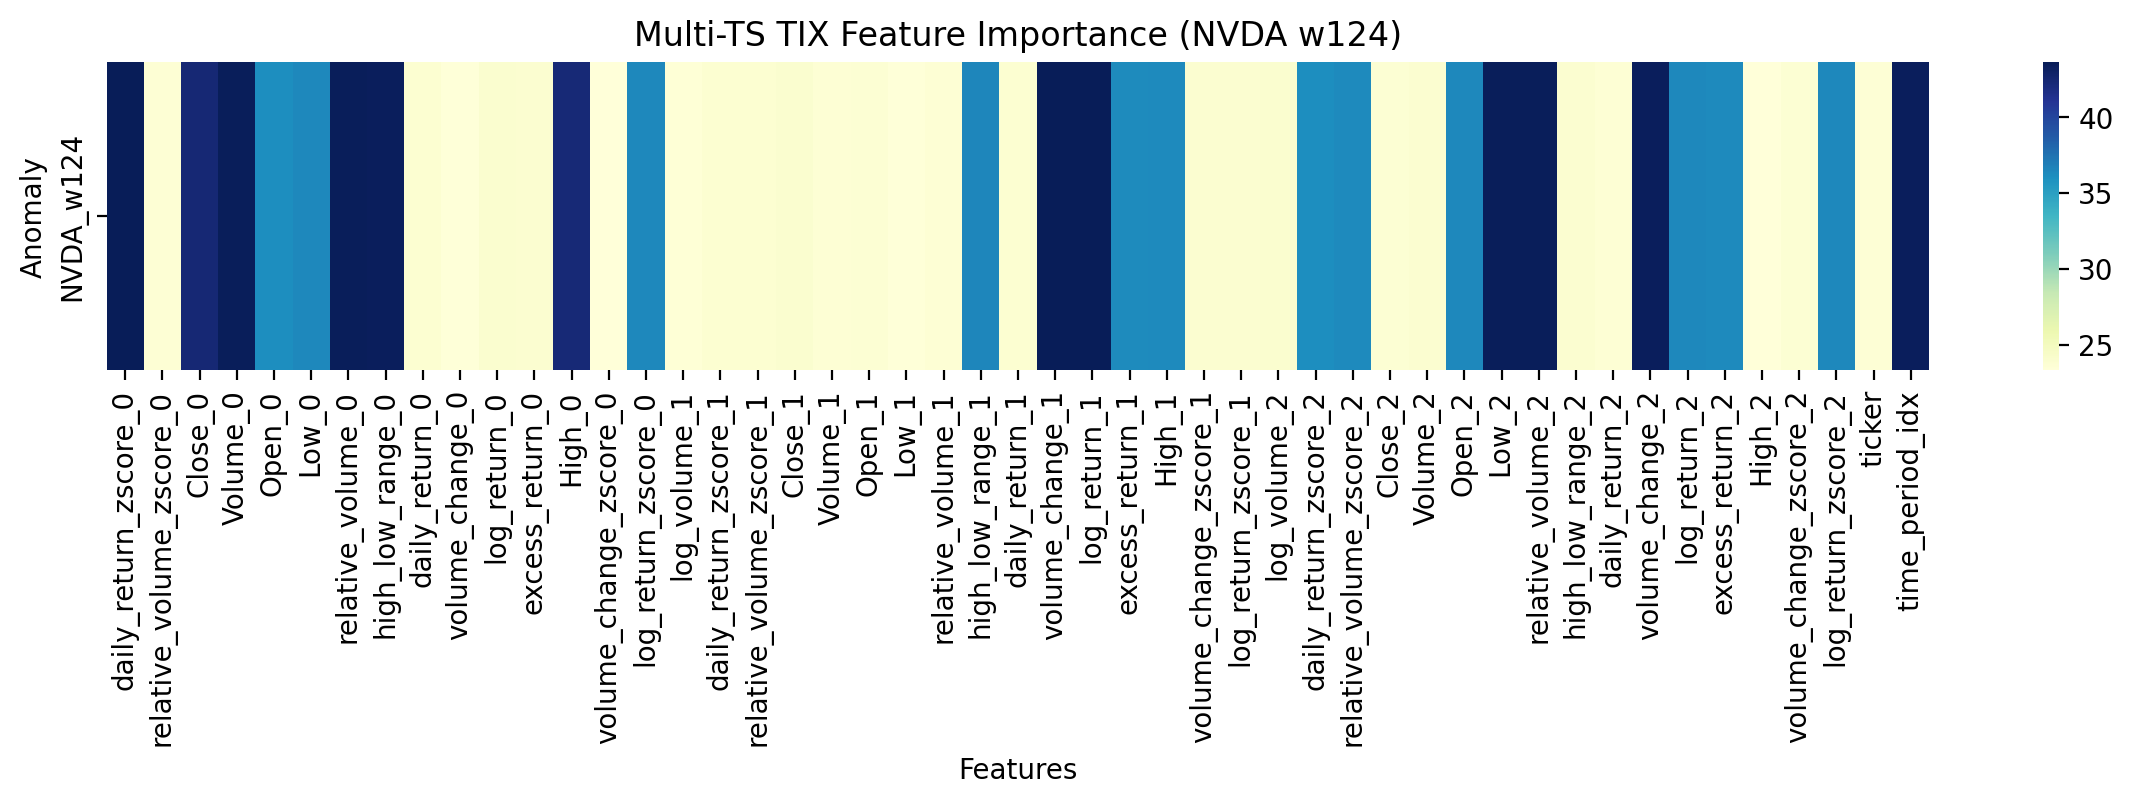 Multi-TS TIX Feature Importance (NVDA w124)
Anomaly
NVDA_w124
daily_return_zscore_0
relative_volume_zscore_0
Close_0
Volume_0
Open_0
Low_0
relative_volume_0
high_low_range_0
daily_return_0
volume_change_0
log_return_0
excess_return_0
High_0
volume_change_zscore_0
log_return_zscore_0
log_volume_1
daily_return_zscore_1
relative_volume_zscore_1
Close_1
Volume_1
Open_1
Low_1
relative_volume_1
high_low_range_1
daily_return_1
volume_change_1
log_return_1
excess_return_1
High_1
volume_change_zscore_1
log_return_zscore_1
log_volume_2
daily_return_zscore_2
relative_volume_zscore_2
Close_2
Volume_2
Open_2
Low_2
relative_volume_2
high_low_range_2
daily_return_2
volume_change_2
log_return_2
excess_return_2
High_2
volume_change_zscore_2
log_return_zscore_2
ticker
time_period_idx
Features
40
35
30
25